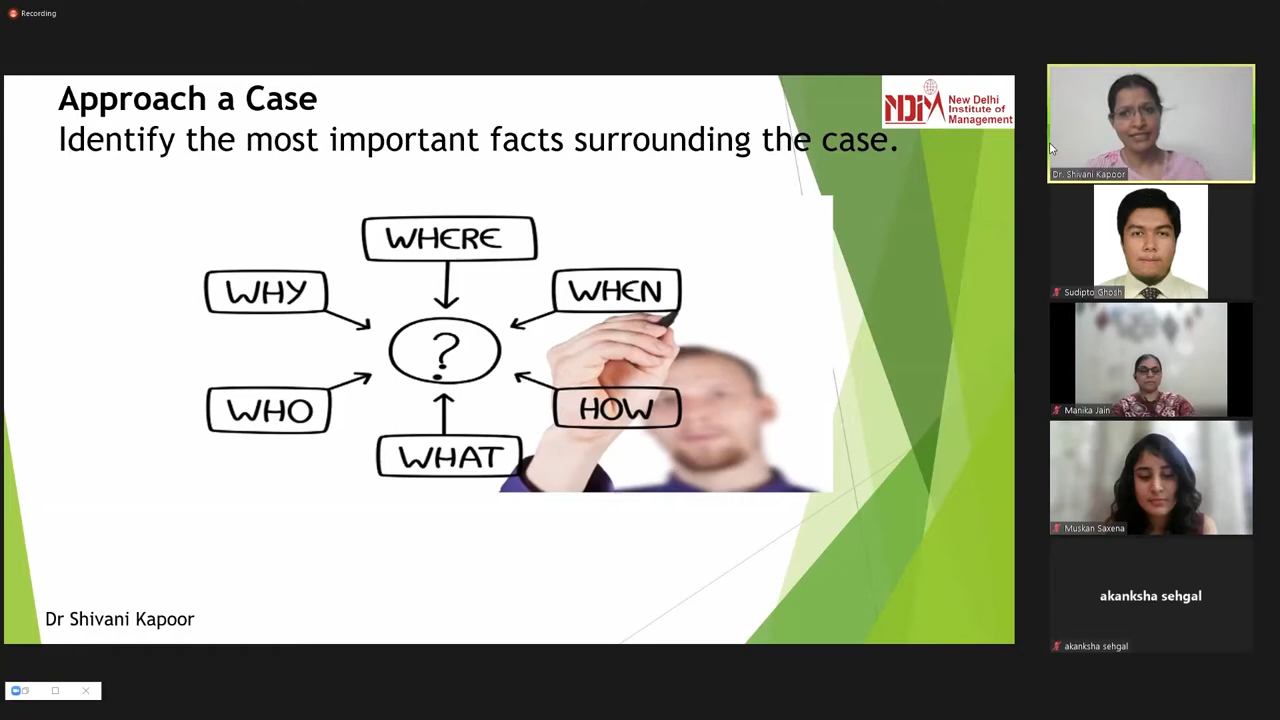 Recording
Approach a Case
Identify the most important facts surrounding the case.
NDIM
New Delhi
Institute of
Management
WHERE
WHY
WHEN
?
WHO
HOW
WHAT
Dr Shivani Kapoor
Dr. Shivani Kapoor
Sudipto Ghosh
Manika Jain
Muskan Saxena
akanksha sehgal
akanksha sehgal